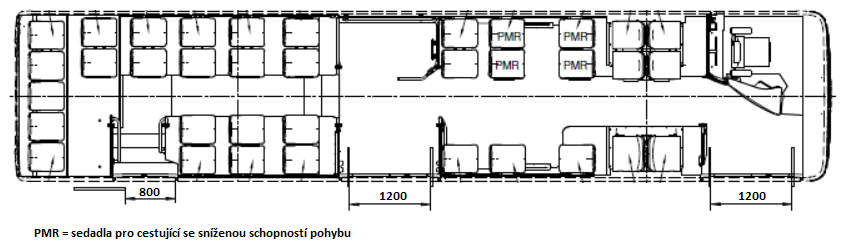 PMR PMR
PMR PMR
800
1200
1200
PMR = sedadla pro cestující se sníženou schopností pohybu